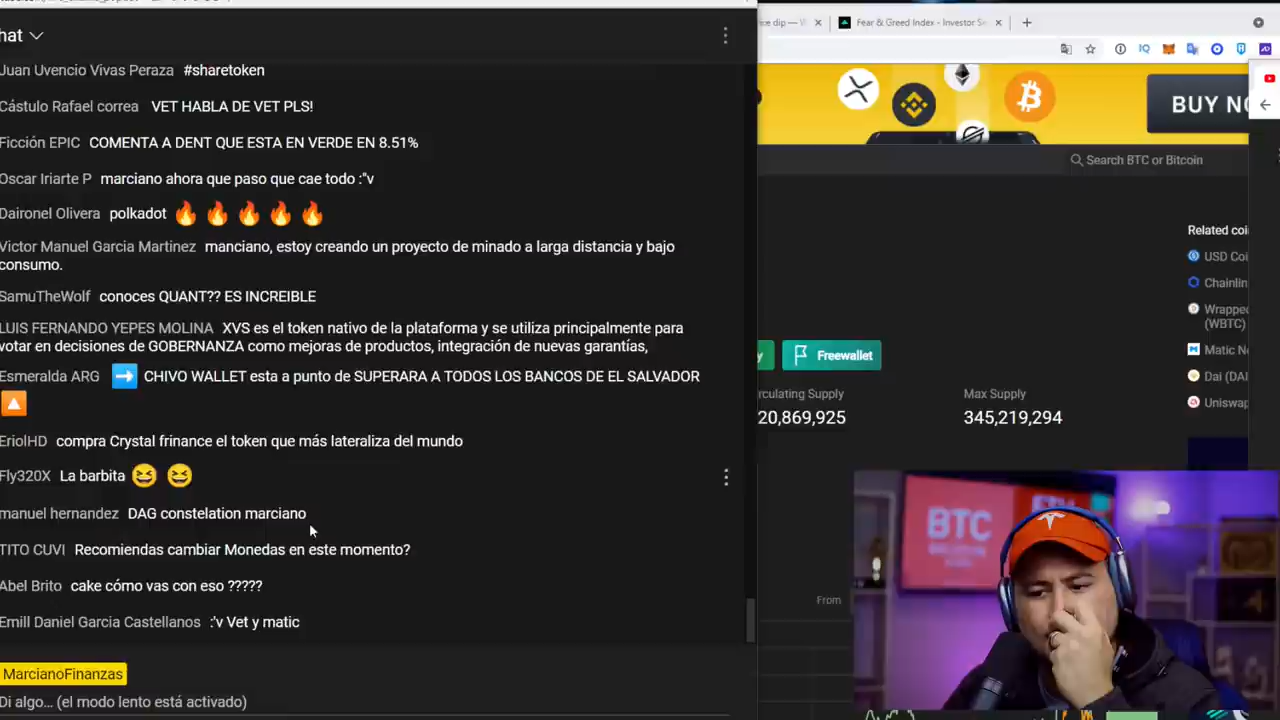 hat
Juan Uvencio Vivas Peraza #sharetoken
Cástulo Rafael correa VET HABLA DE VET PLS!
Ficción EPIC COMENTA A DENT QUE ESTA EN VERDE EN 8.51%
Oscar Iriarte P marciano ahora que paso que cae todo :"v
Daironel Olivera polkadot 🔥 🔥 🔥 🔥 🔥
Victor Manuel Garcia Martinez manciano, estoy creando un proyecto de minado a larga distancia y bajo
consumo.
SamuTheWolf conoces QUANT?? ES INCREIBLE
LUIS FERNANDO YEPES MOLINA XVS es el token nativo de la plataforma y se utiliza principalmente para
votar en decisiones de GOBERNANZA como mejoras de productos, integración de nuevas garantías,
Esmeralda ARG ➡️ CHIVO WALLET esta a punto de SUPERARA A TODOS LOS BANCOS DE EL SALVADOR
🔼
EriolHD compra Crystal frinance el token que más lateraliza del mundo
Fly320X La barbita 😆 😆
manuel hernandez DAG constelation marciano
TITO CUVI Recomiendas cambiar Monedas en este momento?
Abel Brito cake cómo vas con eso ?????
Emill Daniel Garcia Castellanos :'v Vet y matic
MarcianoFinanzas
Di algo... (el modo lento está activado)
ce dip — W
Fear & Greed Index - Investor Se
IQ
BUY NO
Search BTC or Bitcoin
Related coi
USD Coi
Chainlin
Wrapped
(WBTC)
Matic Ne
Dai (DAI
Uniswap
y
Freewallet
rculating Supply
Max Supply
20,869,925
345,219,294
From
BTC
ETH